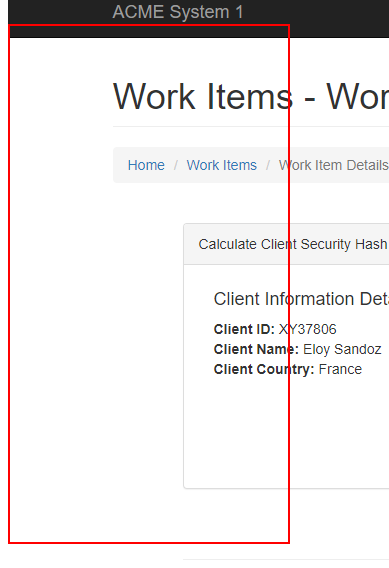 ACME System 1
Work Items - Wor
Home / Work Items / Work Item Details
Calculate Client Security Hash
Client Information Deta
Client ID: XY37806
Client Name: Eloy Sandoz
Client Country: France